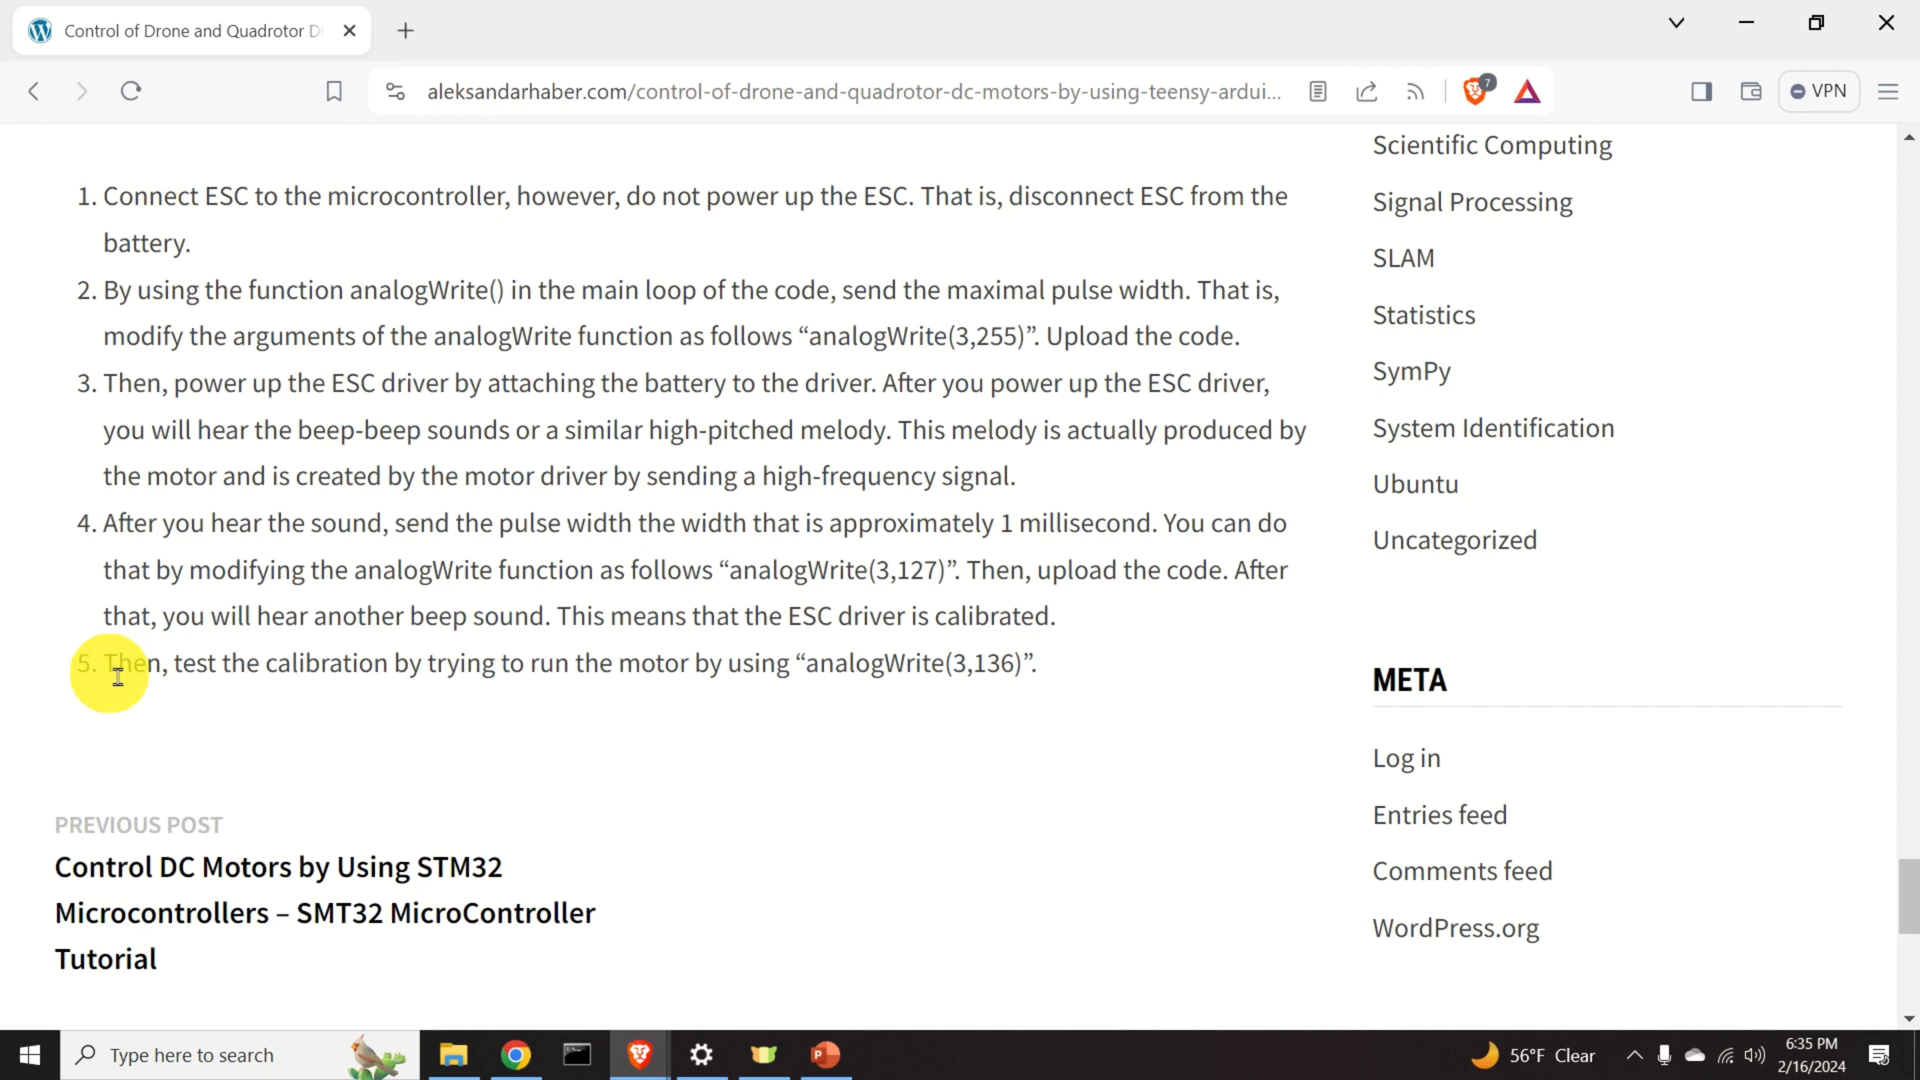 Control of Drone and Quadrotor D
aleksandarhaber.com/control-of-drone-and-quadrotor-dc-motors-by-using-teensy-ardui...
7
VPN
1. Connect ESC to the microcontroller, however, do not power up the ESC. That is, disconnect ESC from the
battery.
2. By using the function analogWrite() in the main loop of the code, send the maximal pulse width. That is,
modify the arguments of the analogWrite function as follows “analogWrite(3,255)”. Upload the code.
3. Then, power up the ESC driver by attaching the battery to the driver. After you power up the ESC driver,
you will hear the beep-beep sounds or a similar high-pitched melody. This melody is actually produced by
the motor and is created by the motor driver by sending a high-frequency signal.
4. After you hear the sound, send the pulse width the width that is approximately 1 millisecond. You can do
that by modifying the analogWrite function as follows “analogWrite(3,127)”. Then, upload the code. After
that, you will hear another beep sound. This means that the ESC driver is calibrated.
5. Then, test the calibration by trying to run the motor by using “analogWrite(3,136)”.
PREVIOUS POST
Control DC Motors by Using STM32
Microcontrollers – SMT32 MicroController
Tutorial
Scientific Computing
Signal Processing
SLAM
Statistics
SymPy
System Identification
Ubuntu
Uncategorized
META
Log in
Entries feed
Comments feed
WordPress.org
Type here to search
P
56°F Clear
6:35 PM
2/16/2024